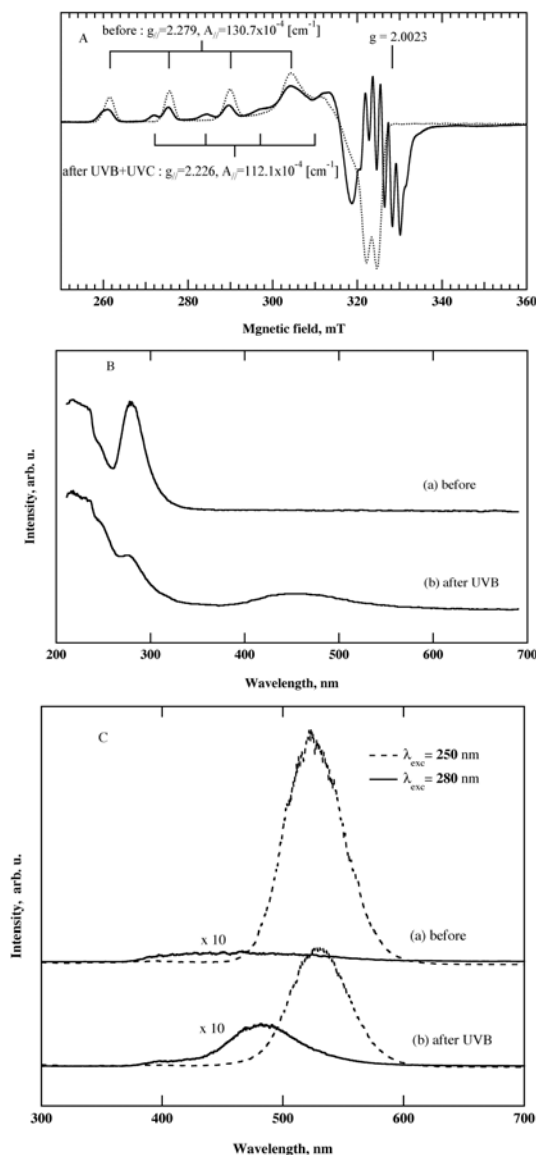 A
before : g//=2.279, A//=130.7x10⁻⁴ [cm⁻¹]
g = 2.0023
after UVB+UVC : g//=2.226, A//=112.1x10⁻⁴ [cm⁻¹]
260 280 300 320 340 360
Mgnetic field, mT
B
(a) before
(b) after UVB
Intensity, arb. u.
200 300 400 500 600 700
Wavelength, nm
C
λexc= 250 nm
λexc= 280 nm
x 10
(a) before
x 10
(b) after UVB
Intensity, arb. u.
300 400 500 600 700
Wavelength, nm